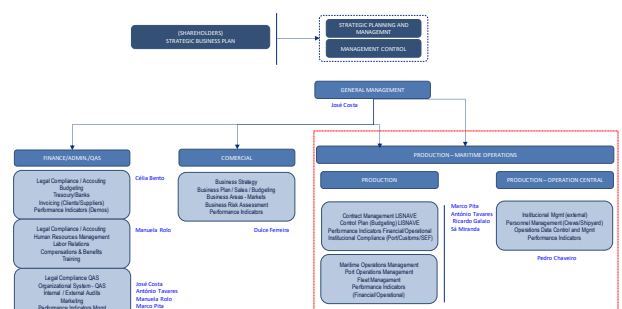 (SHAREHOLDERS)
STRATEGIC BUSINESS PLAN
STRATEGIC PLANNING AND
MANAGEMNT
MANAGEMENT CONTROL
GENERAL MANAGEMENT
José Costa
FINANCE/ADMIN./QAS
Legal Compliance / Accouting
Budgeting
Treasury/Banks
Invoicing (Clients/Suppliers)
Performance Indicators (Demos)
Célia Bento
Legal Compliance / Accouting
Human Resources Management
Labor Relations
Compensations & Benefits
Training
Manuela Rolo
Legal Compliance QAS
Organizational System - QAS
Internal / External Audits
Marketing
Performance Indicators Mgmt
José Costa
António Tavares
Manuela Rolo
Marco Pita
COMERCIAL
Business Strategy
Business Plan / Sales / Budgeting
Business Areas - Markets
Business Risk Assessment
Performance Indicators
Dulce Ferreira
PRODUCTION – MARITIME OPERATIONS
PRODUCTION
Contract Management LISNAVE
Control Plan (Budgeting) LISNAVE
Performance Indicators Financial/Operational
Institutional Compliance (Port/Customs/SEF)
Maritime Operations Management
Port Operations Management
Fleet Management
Performance Indicators
(Financial/Operational)
Marco Pita
António Tavares
Ricardo Galaio
Sá Miranda
PRODUCTION – OPERATION CENTRAL
Institutional Mgmt (external)
Personnel Management (Crews/Shipyard)
Operations Data Control and Mgmt
Performance Indicators
Pedro Chaveiro